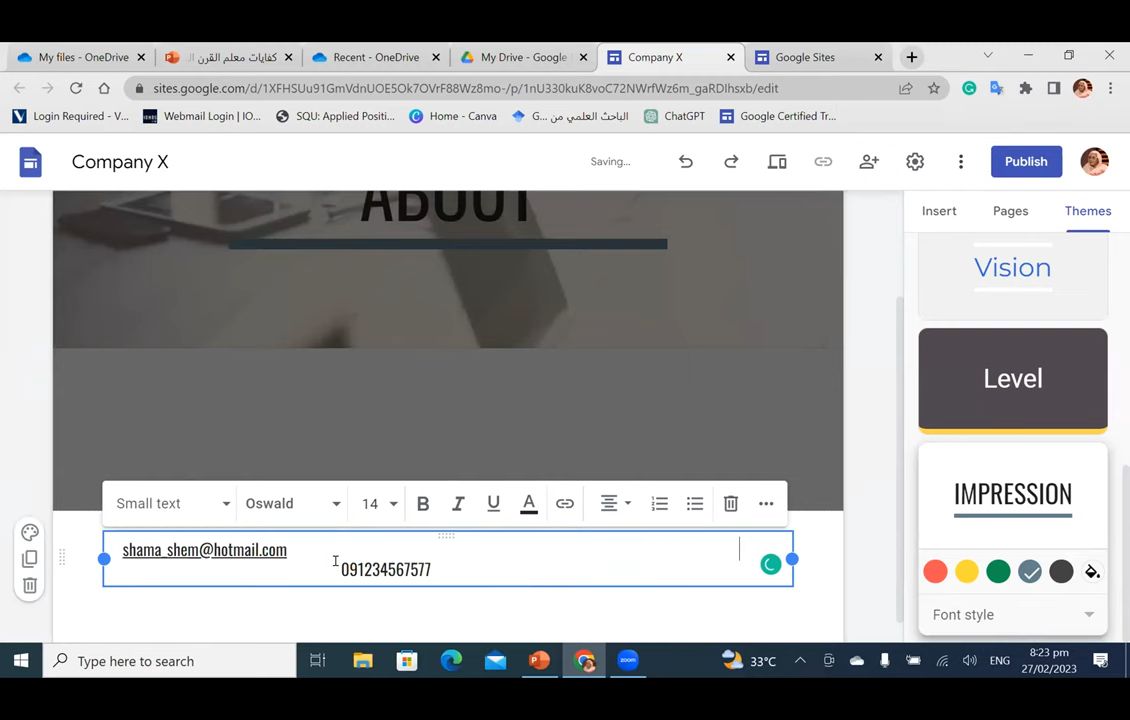 My files - OneDrive
كفايات معلم القرن ال
Recent - OneDrive
My Drive - Google
Company X
Google Sites
sites.google.com/d/1XFHSUu91GmVdnUOE5Ok7OVrF88Wz8mo-/p/1nU330kuK8voC72NWrfWz6m_gaRDIhsxb/edit
Login Required - V...
Webmail Login | IO...
SQU: Applied Positi...
Home - Canva
الباحث العلمي من G...
ChatGPT
Google Certified Tr...
Company X
Saving...
Publish
Insert
Pages
Themes
ABOUT
Vision
Level
IMPRESSION
Font style
Small text
Oswald
14
B
I
U
A
shama_shem@hotmail.com
091234567577
Type here to search
33°C
ENG
8:23 pm
27/02/2023